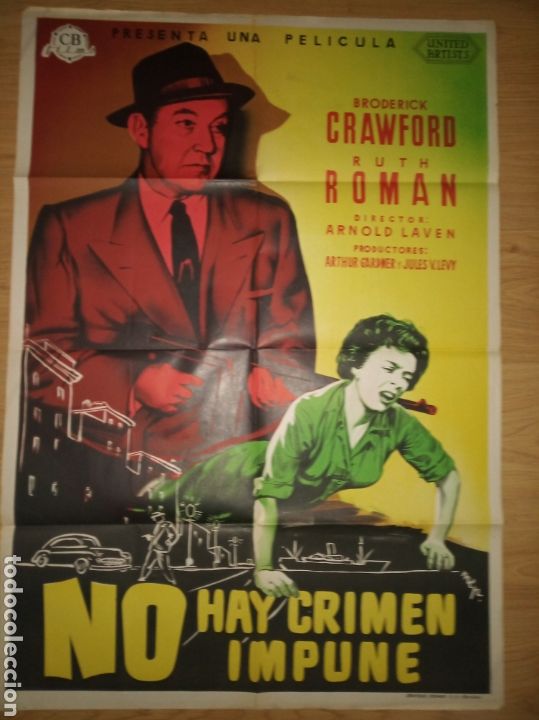 CB
films
PRESENTA UNA PELICULA
UNITED
ARTISTS
BRODERICK
CRAWFORD
RUTH
ROMAN
DIRECTOR:
ARNOLD LAVEN
PRODUCTORES:
ARTHUR GARDNER Y JULES V. LEVY
NO HAY CRIMEN
IMPUNE
todocoleccion